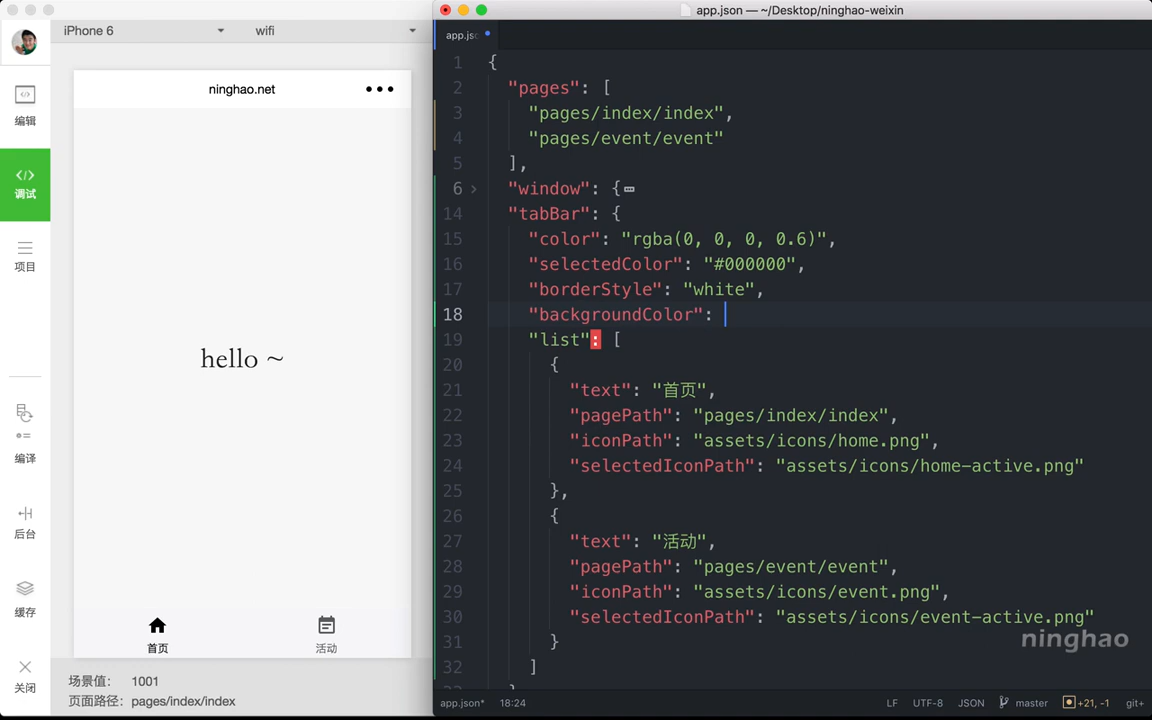 iPhone 6
wifi
编辑
调试
项目
编译
后台
缓存
关闭
ninghao.net
hello ~
首页
活动
场景值: 1001
页面路径: pages/index/index
app.json — ~/Desktop/ninghao-weixin
app.jsc
1 {
2 "pages": [
3 "pages/index/index",
4 "pages/event/event"
5 ],
6 "window": {
14 "tabBar": {
15 "color": "rgba(0, 0, 0, 0.6)",
16 "selectedColor": "#000000",
17 "borderStyle": "white",
18 "backgroundColor":
19 "list": [
20 {
21 "text": "首页",
22 "pagePath": "pages/index/index",
23 "iconPath": "assets/icons/home.png",
24 "selectedIconPath": "assets/icons/home-active.png"
25 },
26 {
27 "text": "活动",
28 "pagePath": "pages/event/event",
29 "iconPath": "assets/icons/event.png",
30 "selectedIconPath": "assets/icons/event-active.png"
31 }
32 ]
ninghao
app.json* 18:24
LF UTF-8 JSON master +21, -1 git+